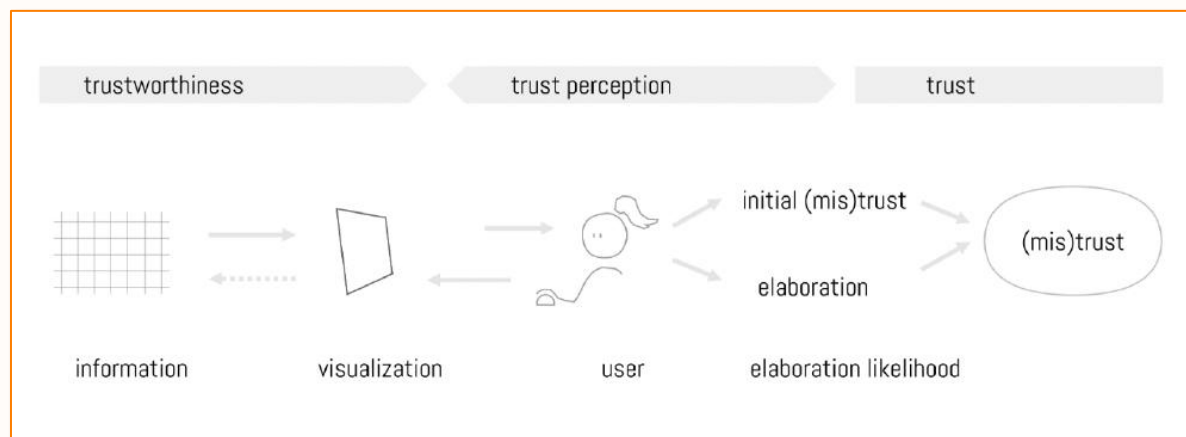 trustworthiness trust perception trust
initial (mis)trust
(mis)trust
elaboration
information visualization user elaboration likelihood